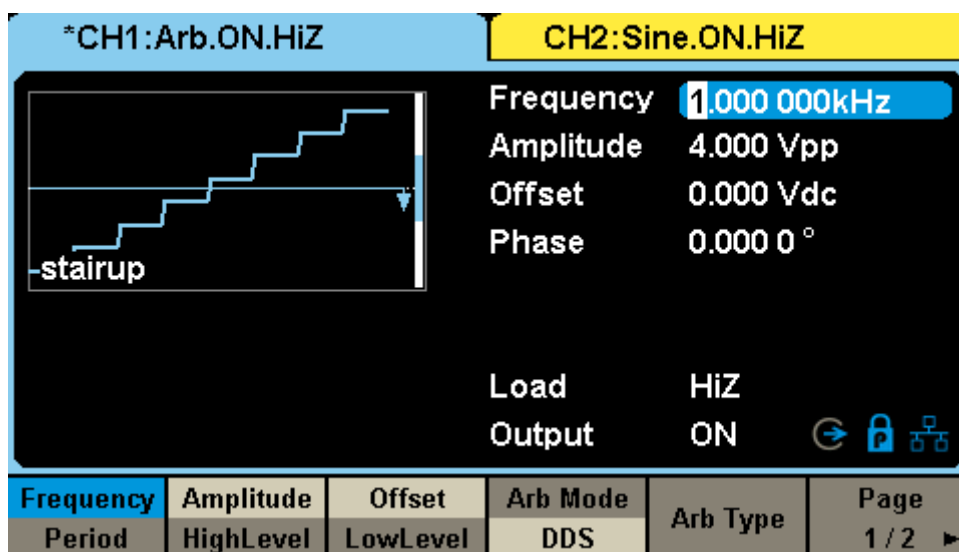 *CH1:Arb.ON.HiZ CH2:Sine.ON.HiZ
Frequency 1.000 000kHz
Amplitude 4.000 Vpp
Offset 0.000 Vdc
Phase 0.000 0 °
stairup
Load HiZ
Output ON
Frequency Amplitude Offset Arb Mode Arb Type Page
Period HighLevel LowLevel DDS 1/2 ►